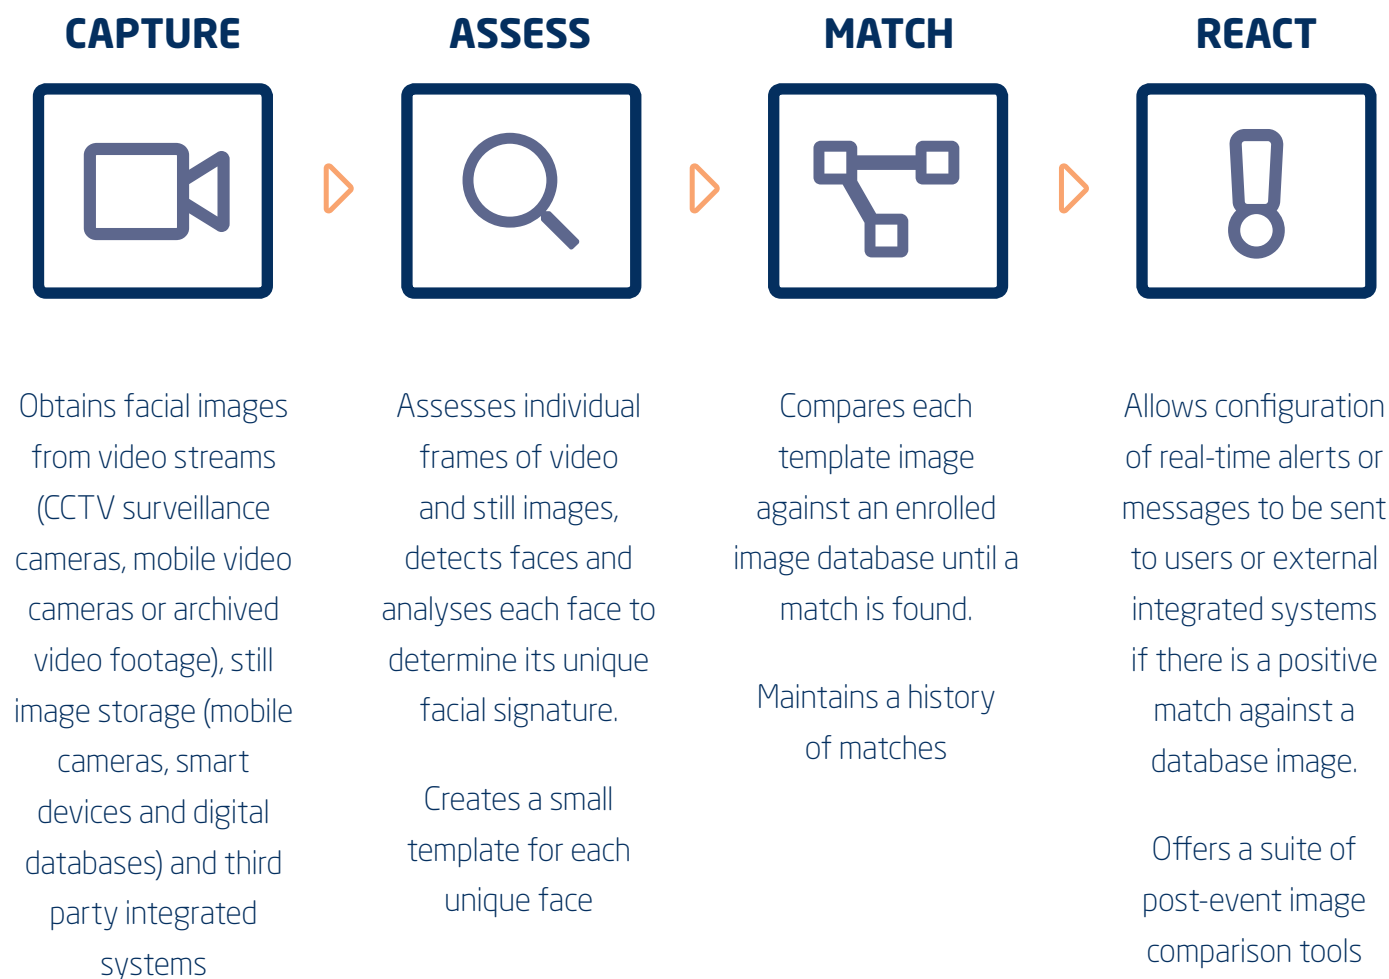 CAPTURE
Obtains facial images
from video streams
(CCTV surveillance
cameras, mobile video
cameras or archived
video footage), still
image storage (mobile
cameras, smart
devices and digital
databases) and third
party integrated
systems
ASSESS
Assesses individual
frames of video
and still images,
detects faces and
analyses each face to
determine its unique
facial signature.
Creates a small
template for each
unique face
MATCH
Compares each
template image
against an enrolled
image database until a
match is found.
Maintains a history
of matches
REACT
Allows configuration
of real-time alerts or
messages to be sent
to users or external
integrated systems
if there is a positive
match against a
database image.
Offers a suite of
post-event image
comparison tools